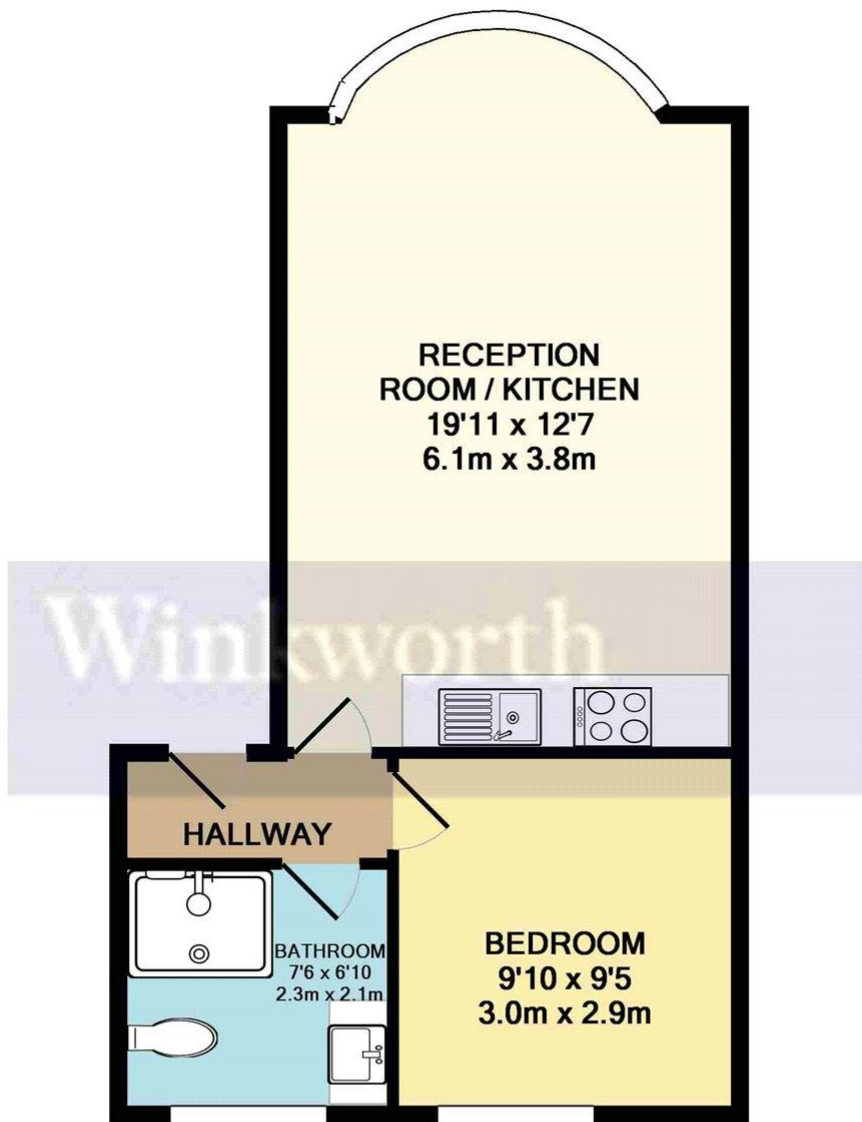 RECEPTION
ROOM / KITCHEN
19'11 x 12'7
6.1m x 3.8m
Winkworth
HALLWAY
BATHROOM
7'6 x 6'10
2.3m x 2.1m
BEDROOM
9'10 x 9'5
3.0m x 2.9m